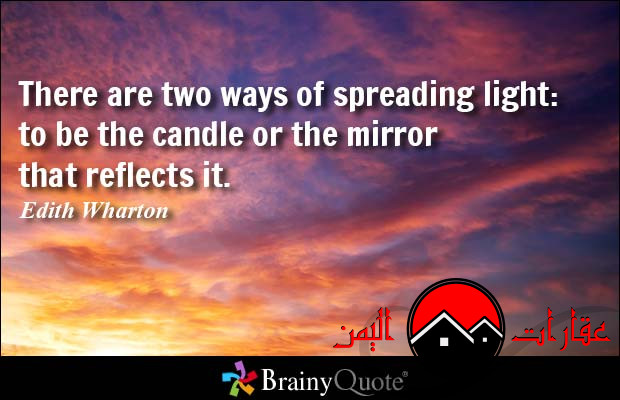 There are two ways of spreading light:
to be the candle or the mirror
that reflects it.
Edith Wharton
عقارات اليمن
BrainyQuote®